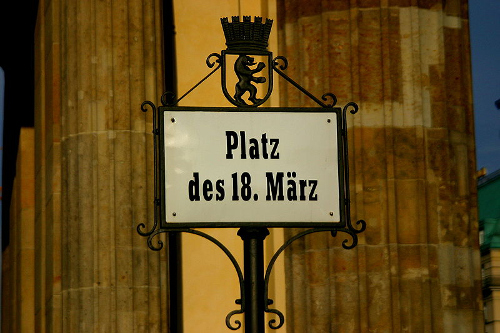 Platz
des 18. März